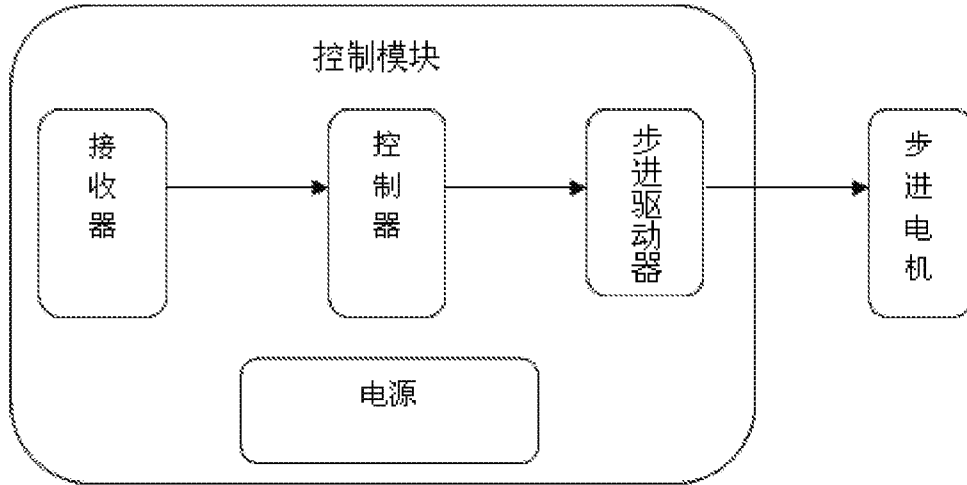 控制模块
接收器
控制器
步进驱动器
步进电机
电源